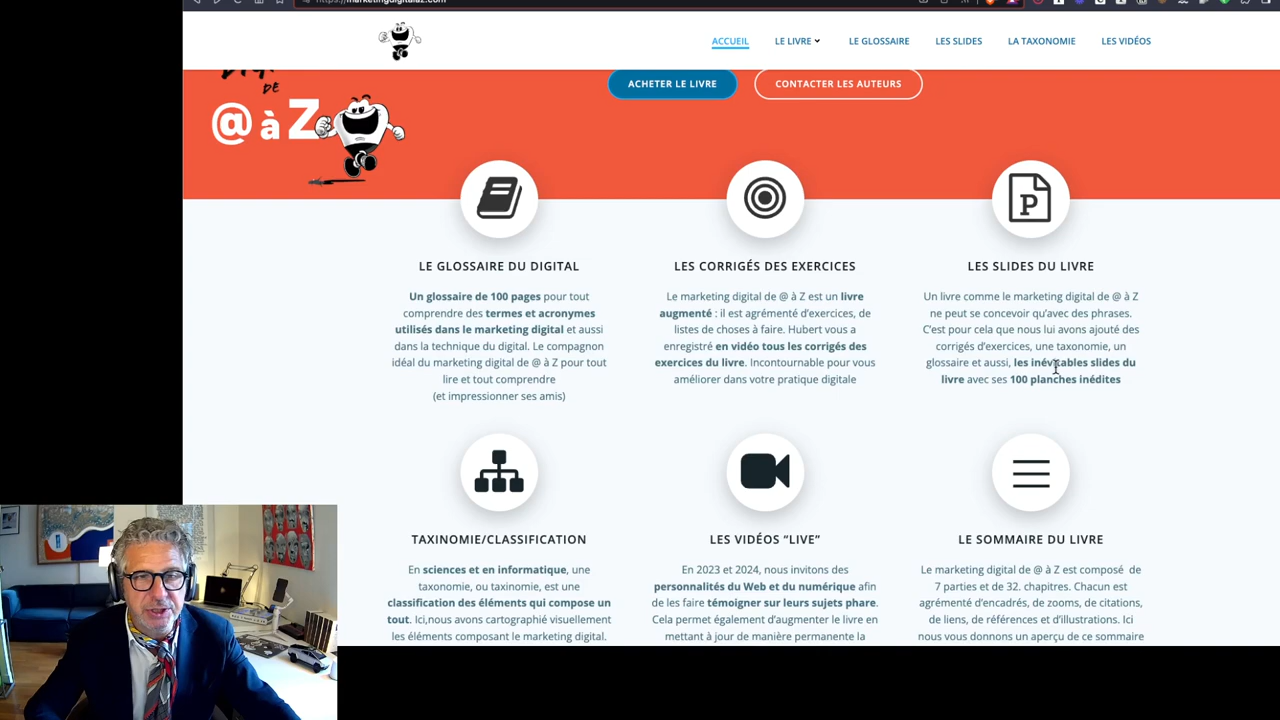 https://marketingdigitalaz.com
ACCUEIL LE LIVRE LE GLOSSAIRE LES SLIDES LA TAXONOMIE LES VIDÉOS
DE
@ à Z
ACHETER LE LIVRE CONTACTER LES AUTEURS
LE GLOSSAIRE DU DIGITAL
Un glossaire de 100 pages pour tout
comprendre des termes et acronymes
utilisés dans le marketing digital et aussi
dans la technique du digital. Le compagnon
idéal du marketing digital de @ à Z pour tout
lire et tout comprendre
(et impressionner ses amis)
LES CORRIGÉS DES EXERCICES
Le marketing digital de @ à Z est un livre
augmenté : il est agrémenté d’exercices, de
listes de choses à faire. Hubert vous a
enregistré en vidéo tous les corrigés des
exercices du livre. Incontournable pour vous
améliorer dans votre pratique digitale
P
LES SLIDES DU LIVRE
Un livre comme le marketing digital de @ à Z
ne peut se concevoir qu’avec des phrases.
C’est pour cela que nous lui avons ajouté des
corrigés d’exercices, une taxonomie, un
glossaire et aussi, les inévitables slides du
livre avec ses 100 planches inédites
TAXINOMIE/CLASSIFICATION
En sciences et en informatique, une
taxonomie, ou taxinomie, est une
classification des éléments qui compose un
tout. Ici,nous avons cartographié visuellement
les éléments composant le marketing digital.
LES VIDÉOS “LIVE”
En 2023 et 2024, nous invitons des
personnalités du Web et du numérique afin
de les faire témoigner sur leurs sujets phare.
Cela permet également d’augmenter le livre en
mettant à jour de manière permanente la
LE SOMMAIRE DU LIVRE
Le marketing digital de @ à Z est composé de
7 parties et de 32. chapitres. Chacun est
agrémenté d’encadrés, de zooms, de citations,
de liens, de références et d’illustrations. Ici
nous vous donnons un aperçu de ce sommaire